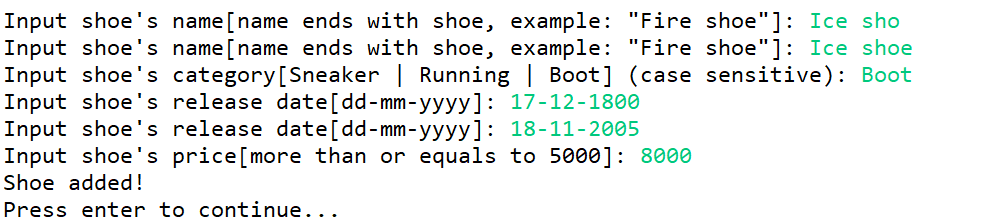 Input shoe's name[name ends with shoe, example: "Fire shoe"]: Ice sho
Input shoe's name[name ends with shoe, example: "Fire shoe"]: Ice shoe
Input shoe's category[Sneaker | Running | Boot] (case sensitive): Boot
Input shoe's release date[dd-mm-yyyy]: 17-12-1800
Input shoe's release date[dd-mm-yyyy]: 18-11-2005
Input shoe's price[more than or equals to 5000]: 8000
Shoe added!
Press enter to continue...